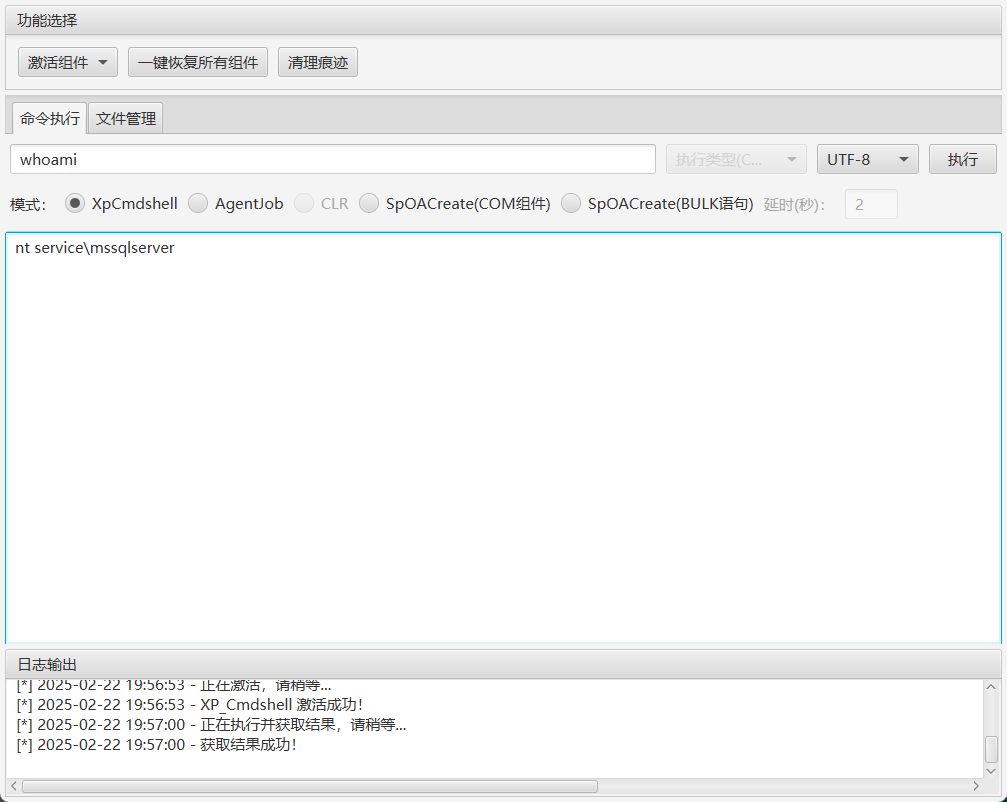 功能选择
激活组件 一键恢复所有组件 清理痕迹
命令执行 文件管理
whoami 执行类型(C... UTF-8 执行
模式： XpCmdshell AgentJob CLR SpOACreate(COM组件) SpOACreate(BULK语句) 延时(秒)： 2
nt service\mssqlserver
日志输出
[*] 2025-02-22 19:56:53 - 正在激活，请稍等...
[*] 2025-02-22 19:56:53 - XP_Cmdshell 激活成功！
[*] 2025-02-22 19:57:00 - 正在执行并获取结果，请稍等...
[*] 2025-02-22 19:57:00 - 获取结果成功！